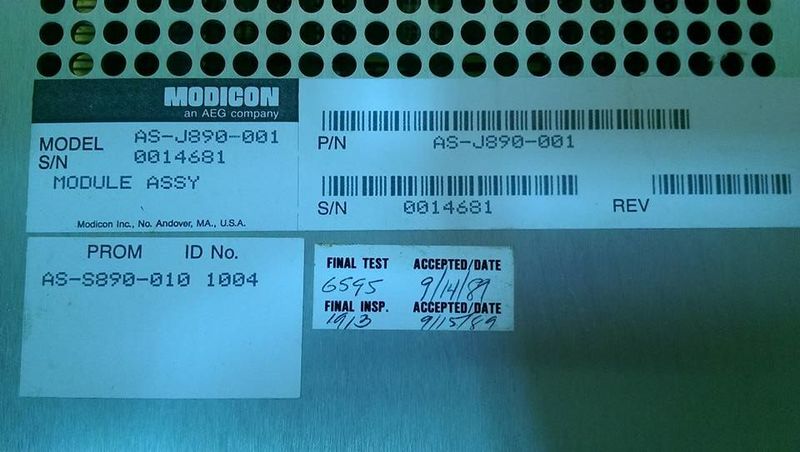 MODICON
an AEG company
MODEL AS-J890-001
S/N 0014681
MODULE ASSY
Modicon Inc., No. Andover, MA., U.S.A.
P/N AS-J890-001
S/N 0014681 REV
PROM ID No.
AS-S890-010 1004
FINAL TEST ACCEPTED/DATE
6595 9/14/89
FINAL INSP. ACCEPTED/DATE
1913 9/15/89